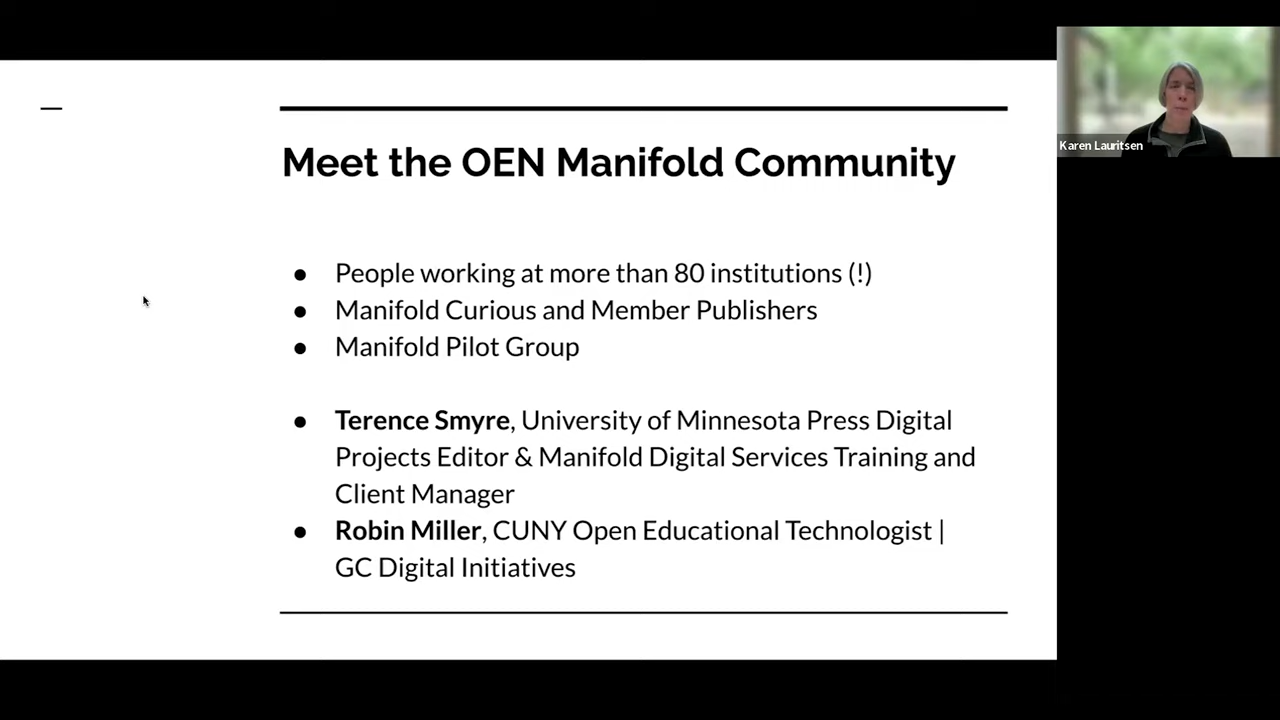 Meet the OEN Manifold Community
● People working at more than 80 institutions (!)
● Manifold Curious and Member Publishers
● Manifold Pilot Group
● Terence Smyre, University of Minnesota Press Digital
Projects Editor & Manifold Digital Services Training and
Client Manager
● Robin Miller, CUNY Open Educational Technologist |
GC Digital Initiatives
Karen Lauritsen